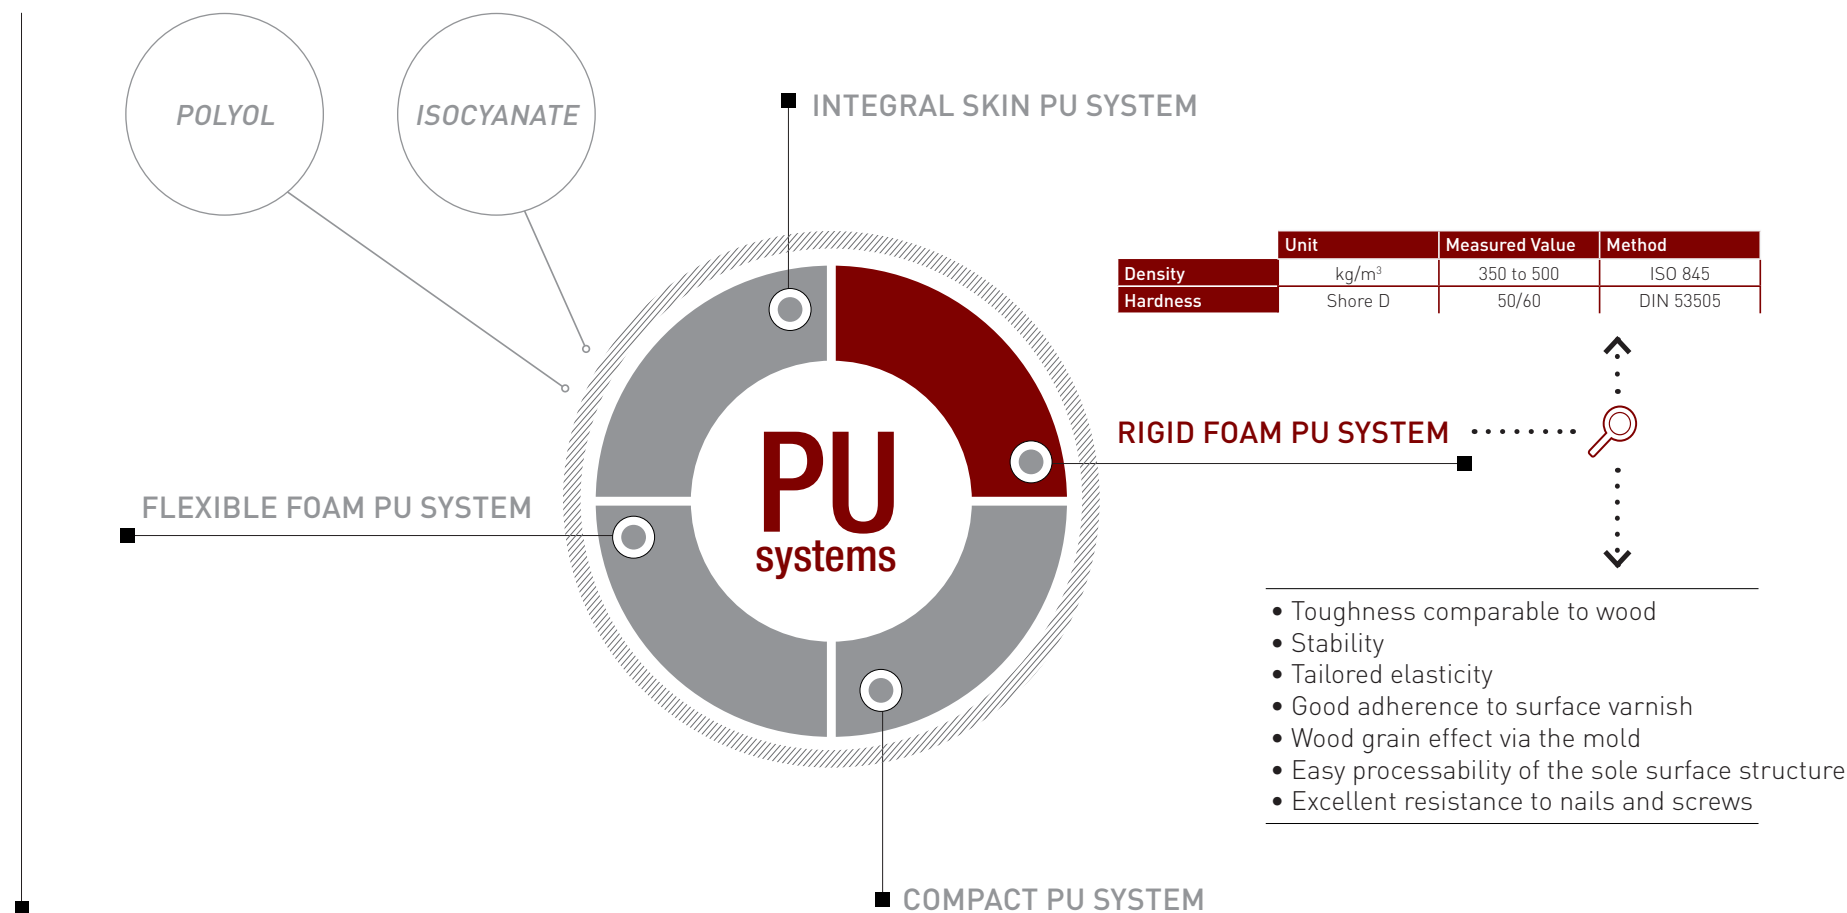 POLYOL
ISOCYANATE
INTEGRAL SKIN PU SYSTEM
Unit Measured Value Method
Density kg/m³ 350 to 500 ISO 845
Hardness Shore D 50/60 DIN 53505
RIGID FOAM PU SYSTEM
PU
systems
FLEXIBLE FOAM PU SYSTEM
• Toughness comparable to wood
• Stability
• Tailored elasticity
• Good adherence to surface varnish
• Wood grain effect via the mold
• Easy processability of the sole surface structure
• Excellent resistance to nails and screws
COMPACT PU SYSTEM